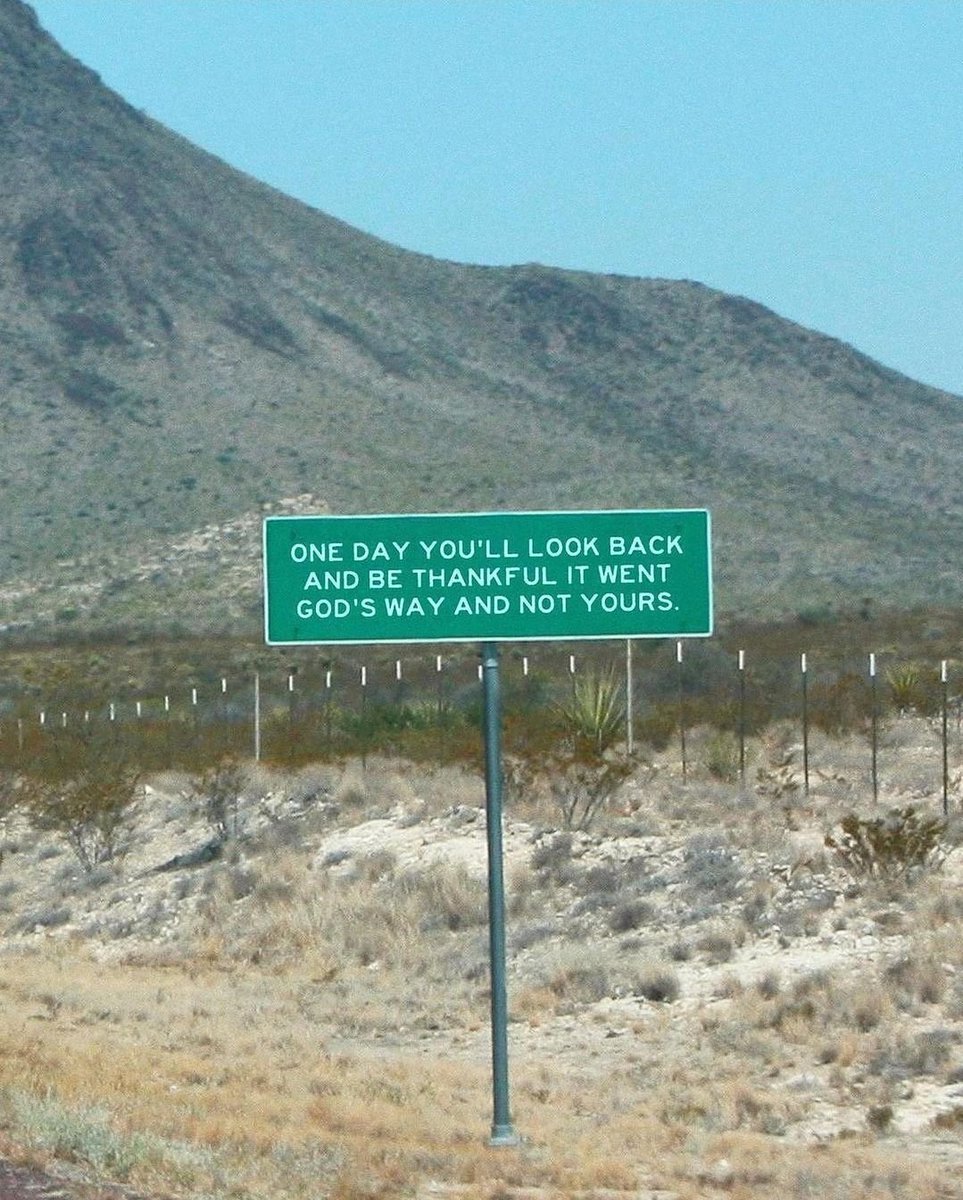 ONE DAY YOU'LL LOOK BACK
AND BE THANKFUL IT WENT
GOD'S WAY AND NOT YOURS.